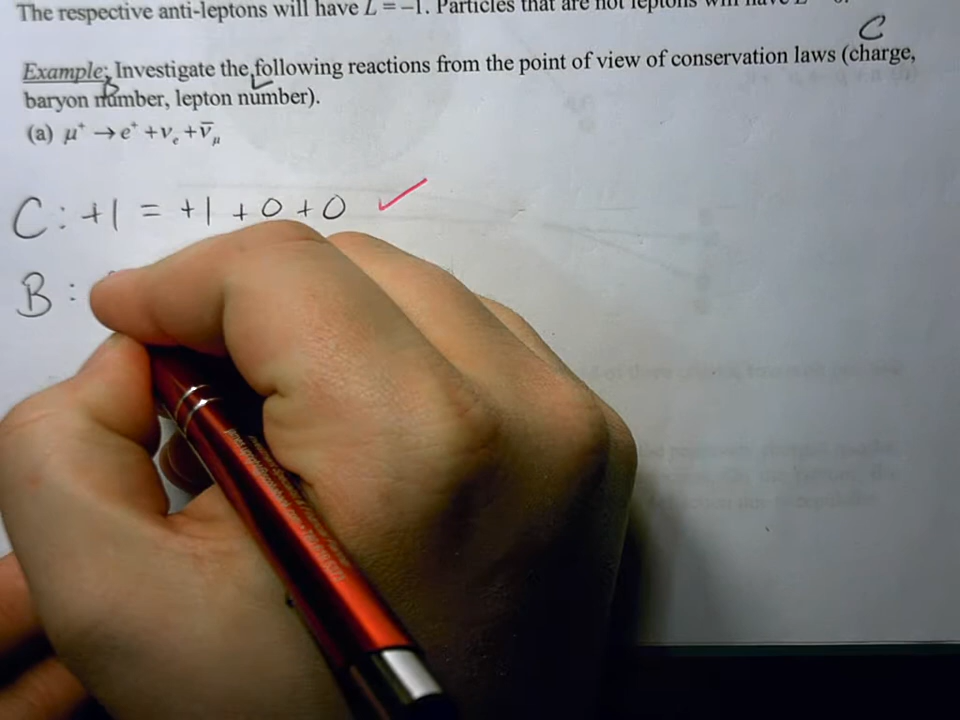 The respective anti-leptons will have L = −1. Particles that are not leptons will have L
C
Example: Investigate the following reactions from the point of view of conservation laws (charge,
B L
baryon number, lepton number).
(a) μ⁺ → e⁺ + νₑ + ν̄_μ
C: +1 = +1 + 0 + 0 ✓
B: